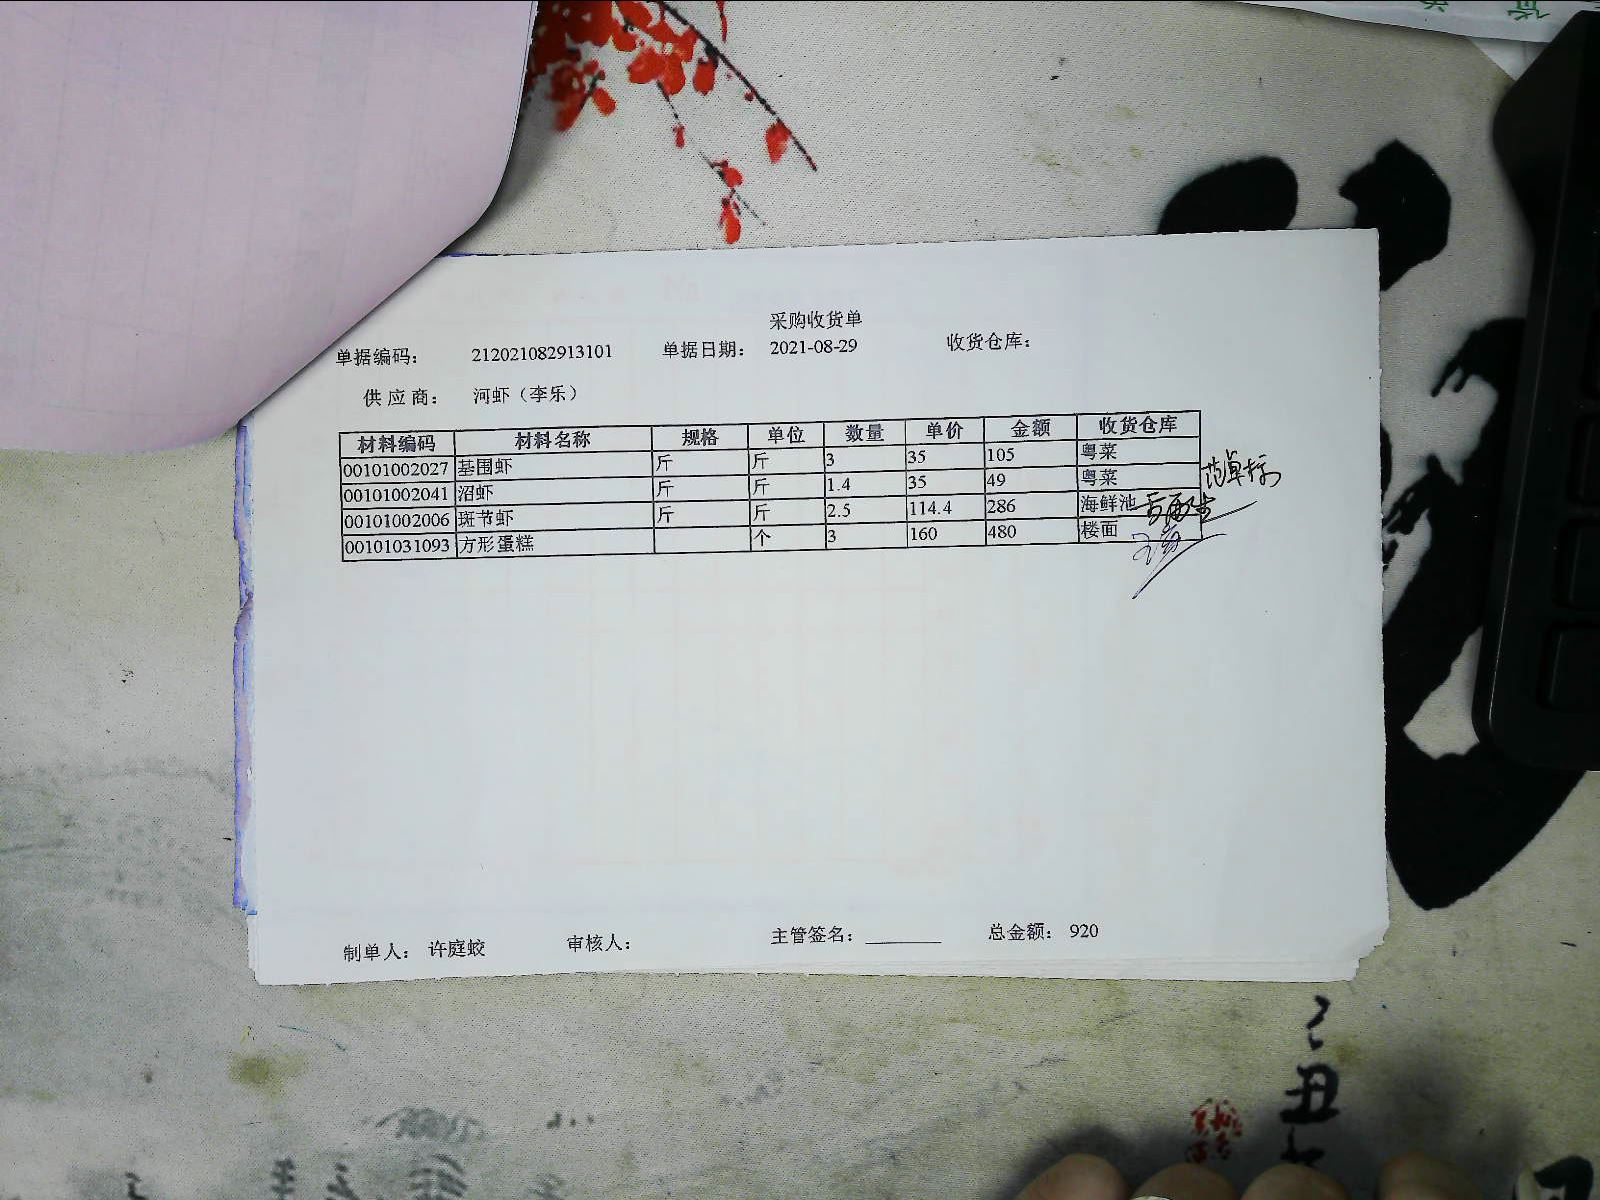 采购收货单
单据编码： 212021082913101 单据日期： 2021-08-29 收货仓库：
供应商： 河虾（李乐）
材料编码 材料名称 规格 单位 数量 单价 金额 收货仓库
00101002027 基围虾 斤 斤 3 35 105 粤菜
00101002041 沼虾 斤 斤 1.4 35 49 粤菜
00101002006 斑节虾 斤 斤 2.5 114.4 286 海鲜池
00101031093 方形蛋糕 个 3 160 480 楼面
制单人： 许庭蛟 审核人： 主管签名： 总金额： 920
丑